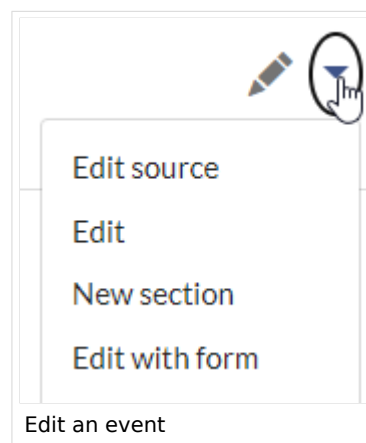 Edit source
Edit
New section
Edit with form
Edit an event